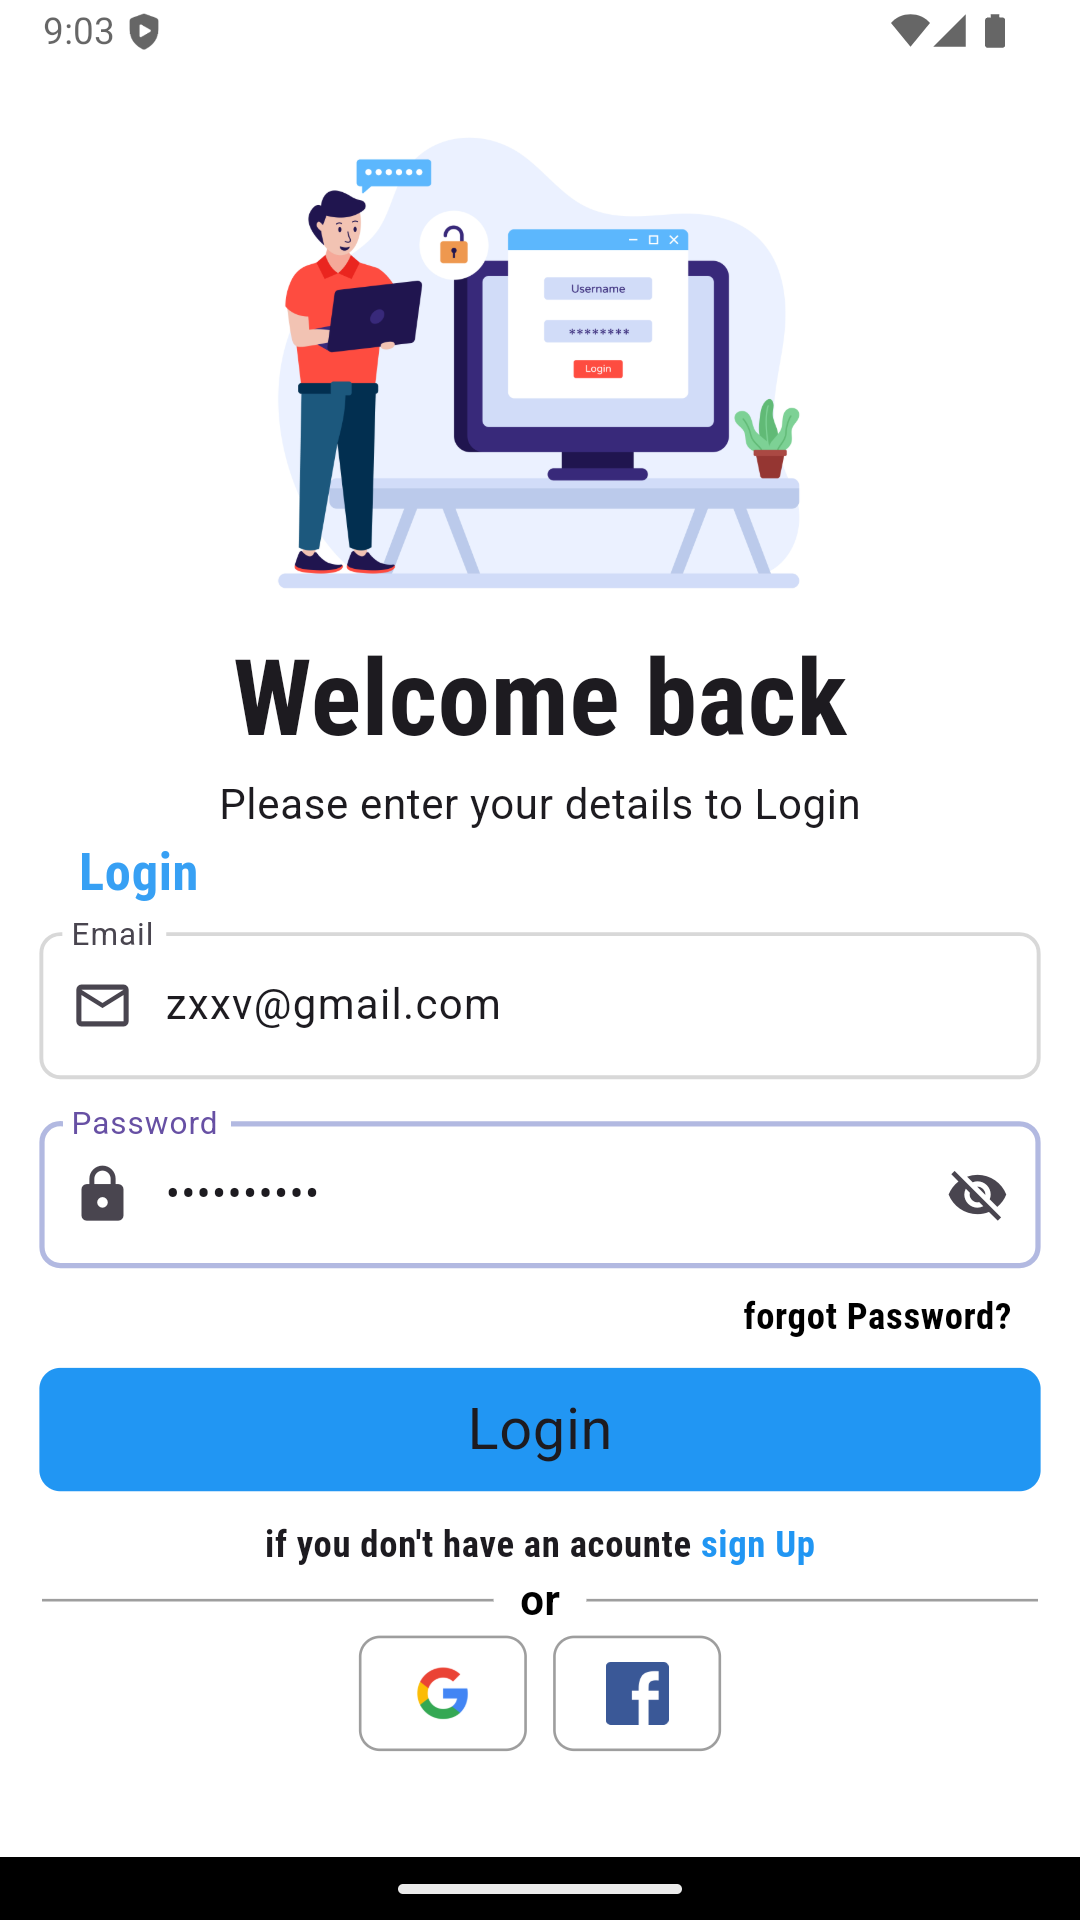 9:03
Username
********
Login
Welcome back
Please enter your details to Login
Login
Email
zxxv@gmail.com
Password
••••••••••
forgot Password?
Login
if you don't have an acounte sign Up
or